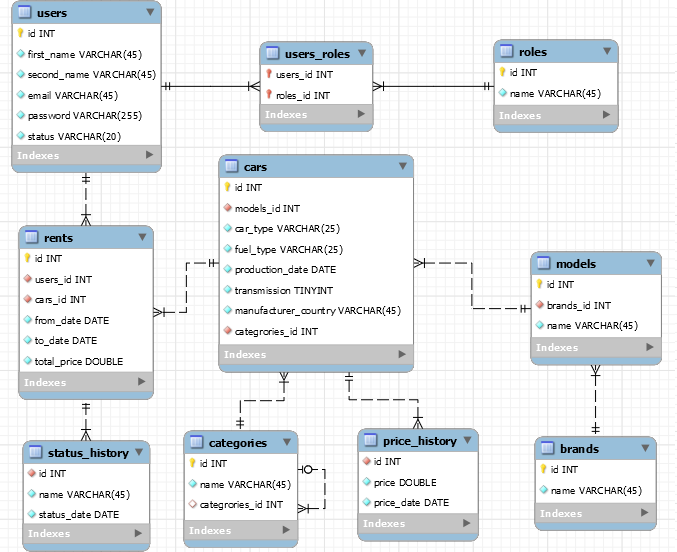 users
id INT
first_name VARCHAR(45)
second_name VARCHAR(45)
email VARCHAR(45)
password VARCHAR(255)
status VARCHAR(20)
Indexes
users_roles
users_id INT
roles_id INT
Indexes
roles
id INT
name VARCHAR(45)
Indexes
cars
id INT
models_id INT
car_type VARCHAR(25)
fuel_type VARCHAR(25)
production_date DATE
transmission TINYINT
manufacturer_country VARCHAR(45)
categrories_id INT
Indexes
rents
id INT
users_id INT
cars_id INT
from_date DATE
to_date DATE
total_price DOUBLE
Indexes
models
id INT
brands_id INT
name VARCHAR(45)
Indexes
status_history
id INT
name VARCHAR(45)
status_date DATE
Indexes
categories
id INT
name VARCHAR(45)
categrories_id INT
Indexes
price_history
id INT
price DOUBLE
price_date DATE
Indexes
brands
id INT
name VARCHAR(45)
Indexes